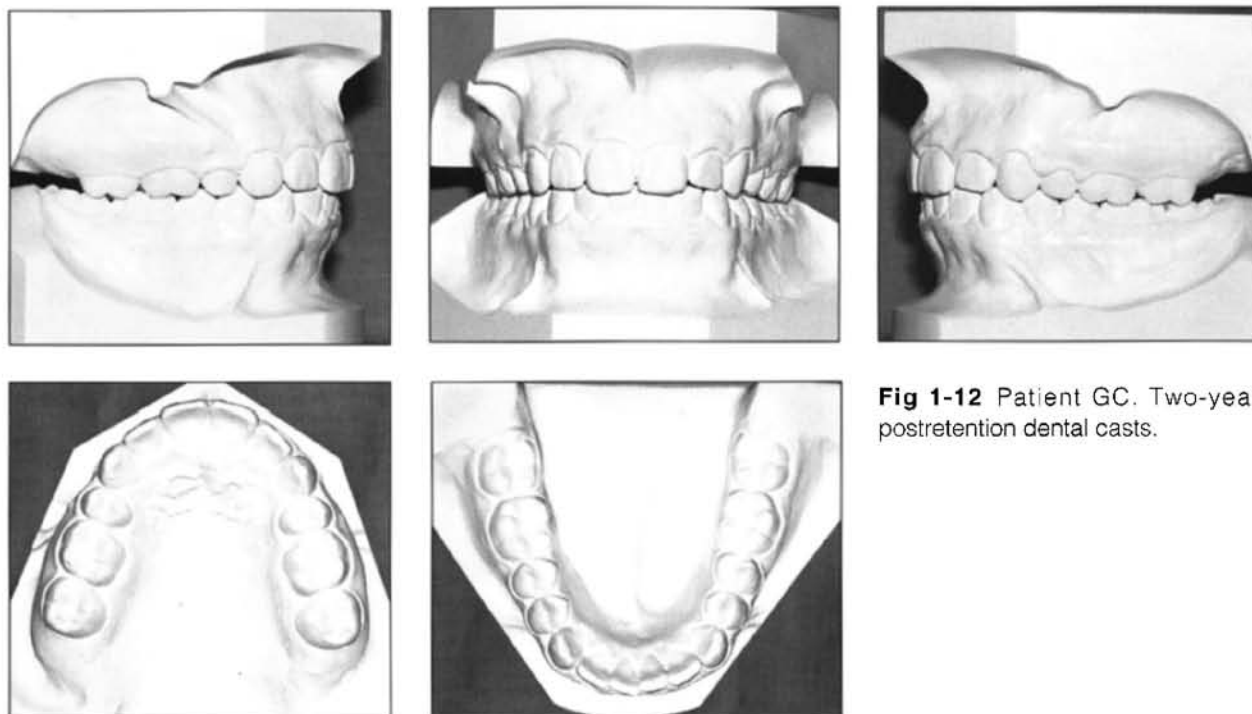 Fig 1-12 Patient GC. Two-yea
postretention dental casts.